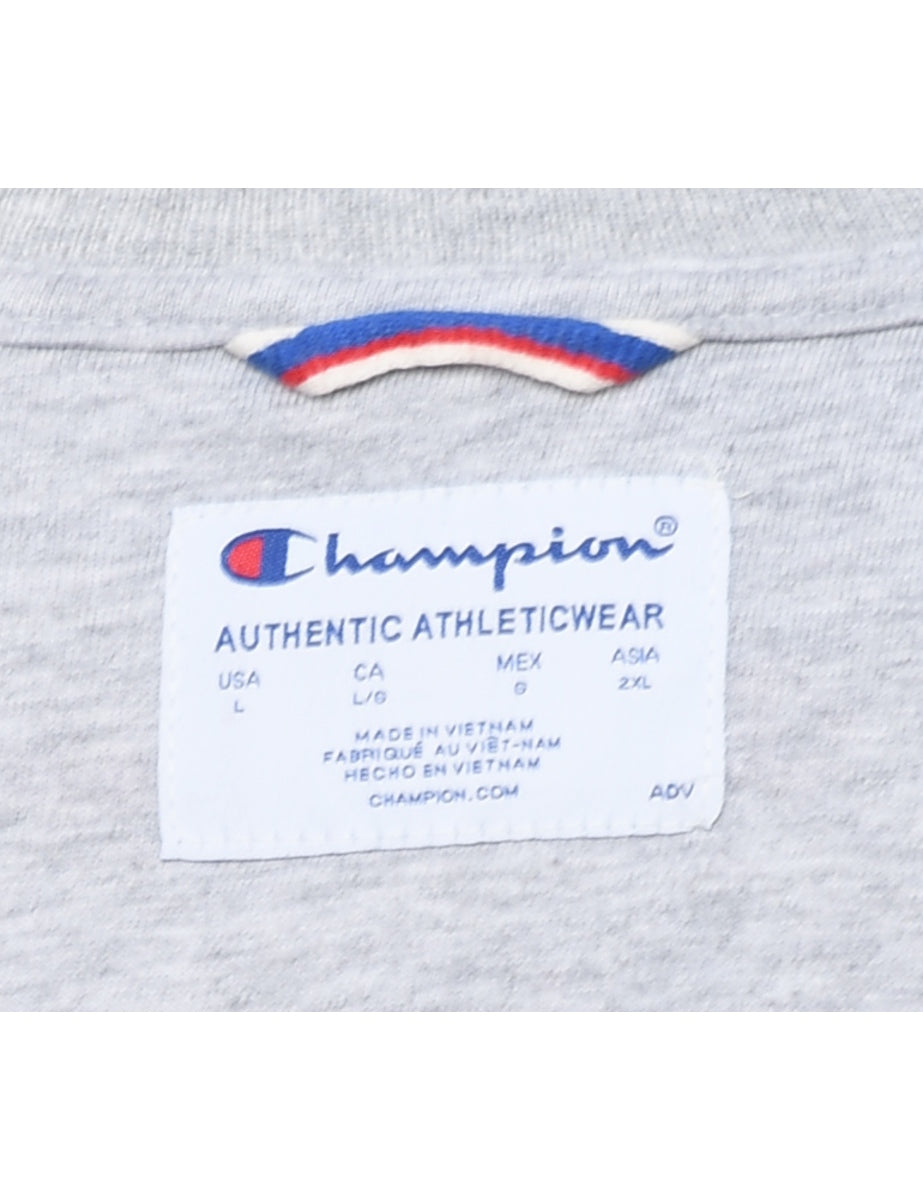 Champion®
AUTHENTIC ATHLETICWEAR
USA CA MEX ASIA
L L/G G 2XL
MADE IN VIETNAM
FABRIQUÉ AU VIÊT-NAM
HECHO EN VIETNAM
CHAMPION.COM ADV